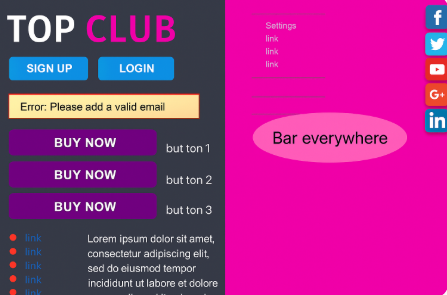 TOP CLUB
SIGN UP
LOGIN
Error: Please add a valid email
BUY NOW
but ton 1
BUY NOW
but ton 2
BUY NOW
but ton 3
link
link
link
link
link
Lorem ipsum dolor sit amet,
consectetur adipiscing elit,
sed do eiusmod tempor
incididunt ut labore et dolore
Settings
link
link
link
Bar everywhere
f
G+
in